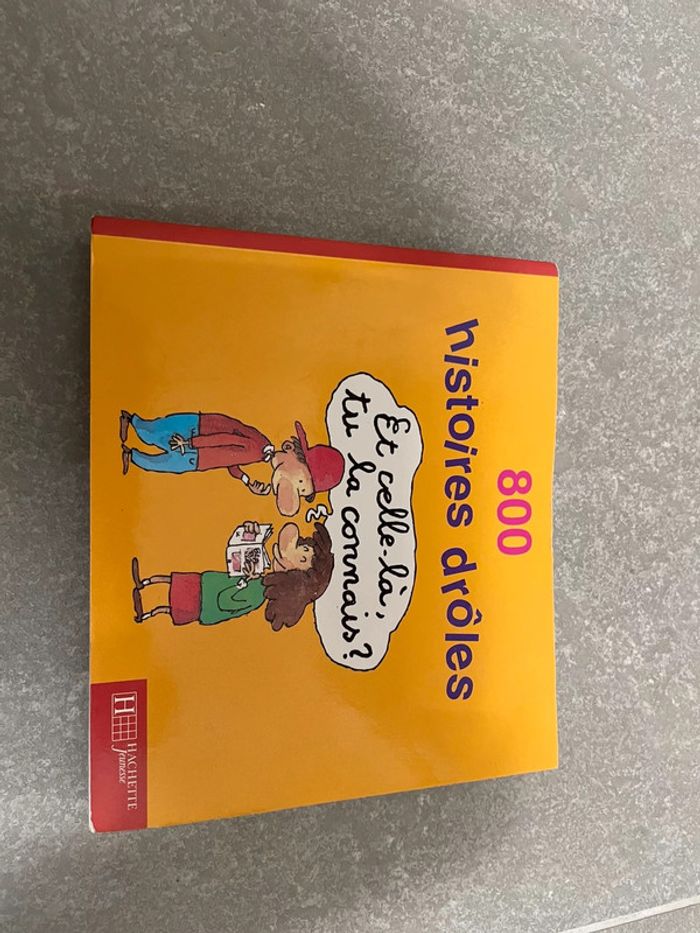 800
histoires drôles
Et celle-là,
tu la connais?
H
HACHETTE
Jeunesse